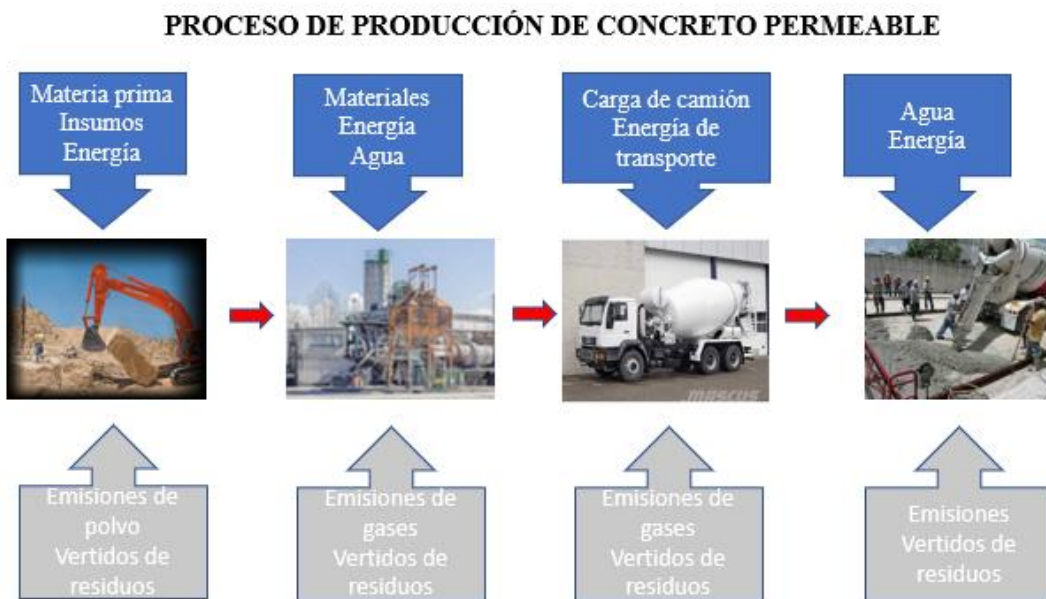 PROCESO DE PRODUCCIÓN DE CONCRETO PERMEABLE
Materia prima
Insumos
Energía
Materiales
Energía
Agua
Carga de camión
Energía de
transporte
Agua
Energía
mascus
Emisiones de
polvo
Vertidos de
residuos
Emisiones de
gases
Vertidos de
residuos
Emisiones de
gases
Vertidos de
residuos
Emisiones
Vertidos de
residuos